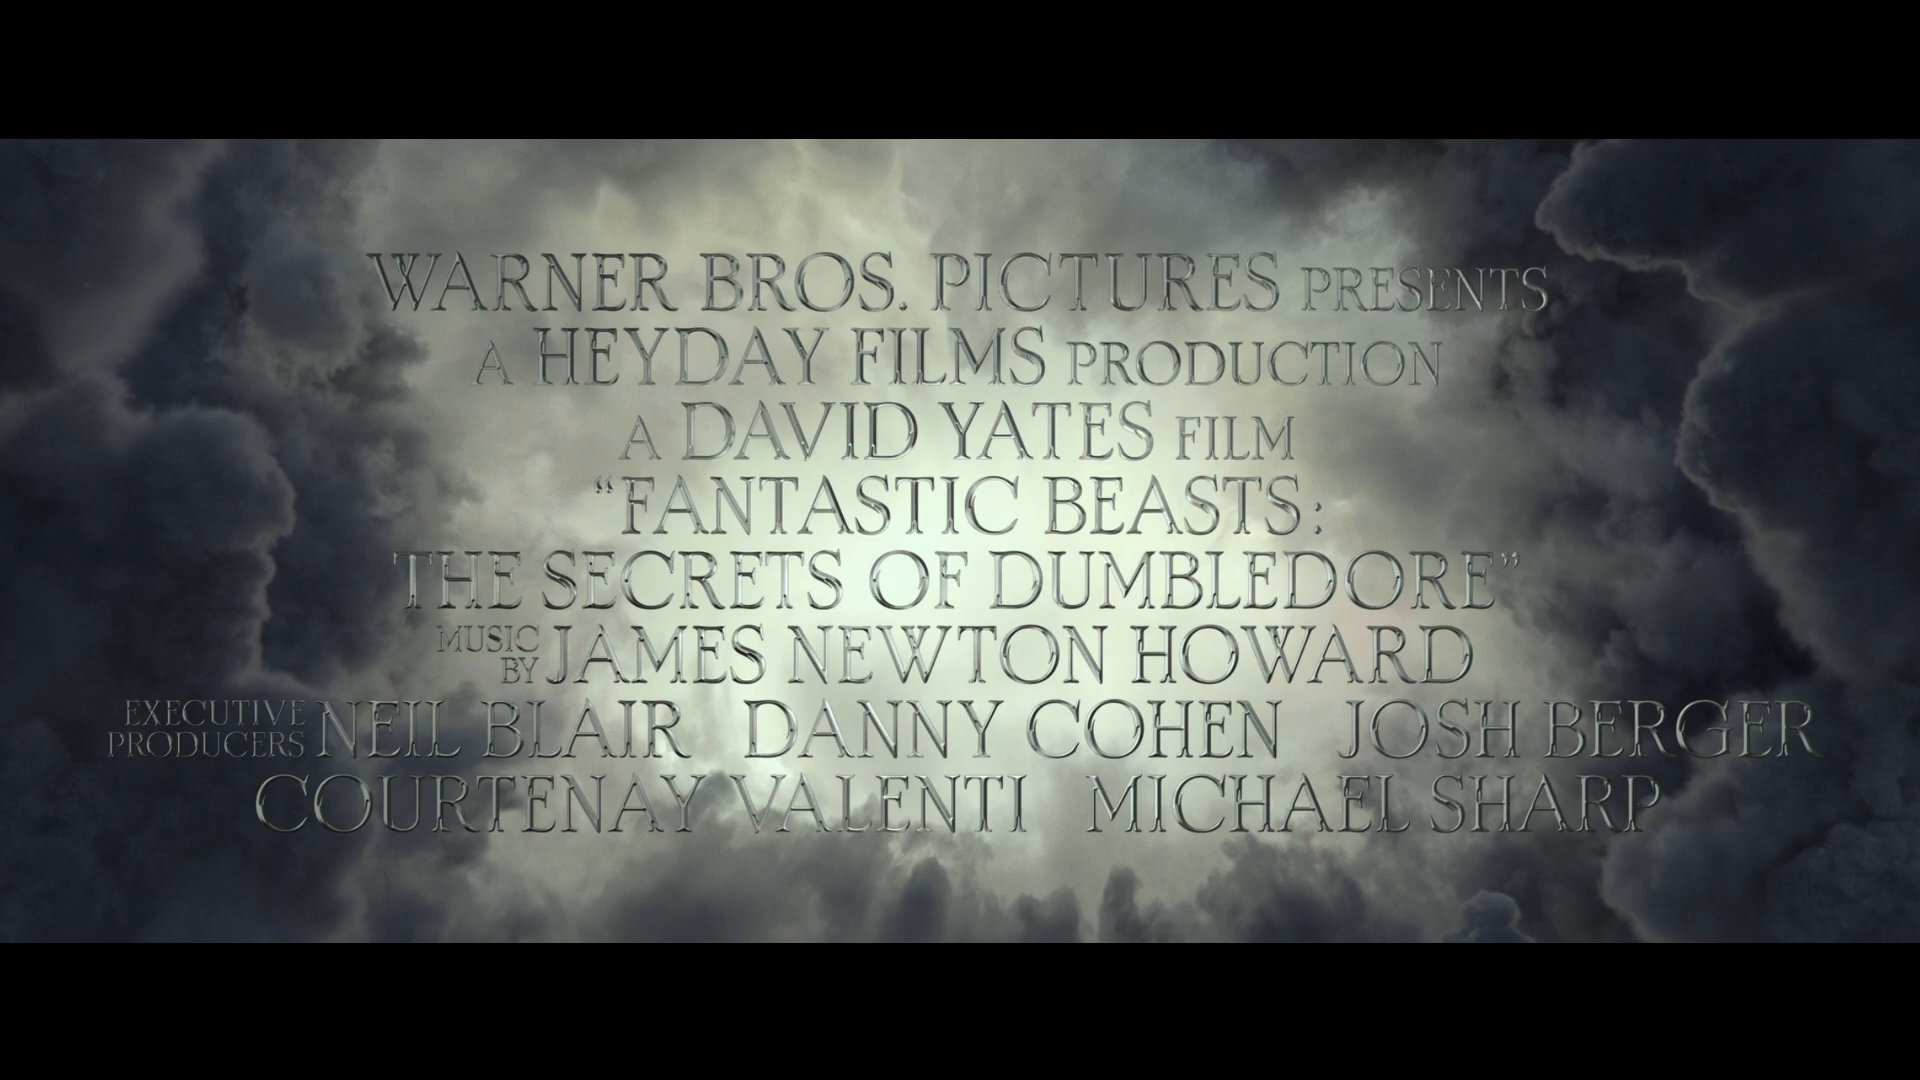 WARNER BROS. PICTURES PRESENTS
A HEYDAY FILMS PRODUCTION
A DAVID YATES FILM
“FANTASTIC BEASTS:
THE SECRETS OF DUMBLEDORE”
MUSIC BY JAMES NEWTON HOWARD
EXECUTIVE PRODUCERS NEIL BLAIR DANNY COHEN JOSH BERGER
COURTENAY VALENTI MICHAEL SHARP